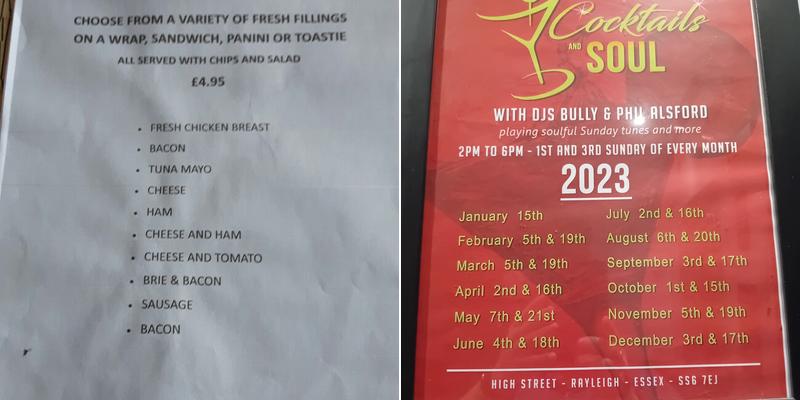 CHOOSE FROM A VARIETY OF FRESH FILLINGS
ON A WRAP, SANDWICH, PANINI OR TOASTIE
ALL SERVED WITH CHIPS AND SALAD
£4.95
• FRESH CHICKEN BREAST
• BACON
• TUNA MAYO
• CHEESE
• HAM
• CHEESE AND HAM
• CHEESE AND TOMATO
• BRIE & BACON
• SAUSAGE
• BACON
Cocktails
AND SOUL
WITH DJS BULLY & PHIL ALSFORD
playing soulful Sunday tunes and more
2PM TO 6PM - 1ST AND 3RD SUNDAY OF EVERY MONTH
2023
January 15th
February 5th & 19th
March 5th & 19th
April 2nd & 16th
May 7th & 21st
June 4th & 18th
July 2nd & 16th
August 6th & 20th
September 3rd & 17th
October 1st & 15th
November 5th & 19th
December 3rd & 17th
HIGH STREET - RAYLEIGH - ESSEX - SS6 7EJ